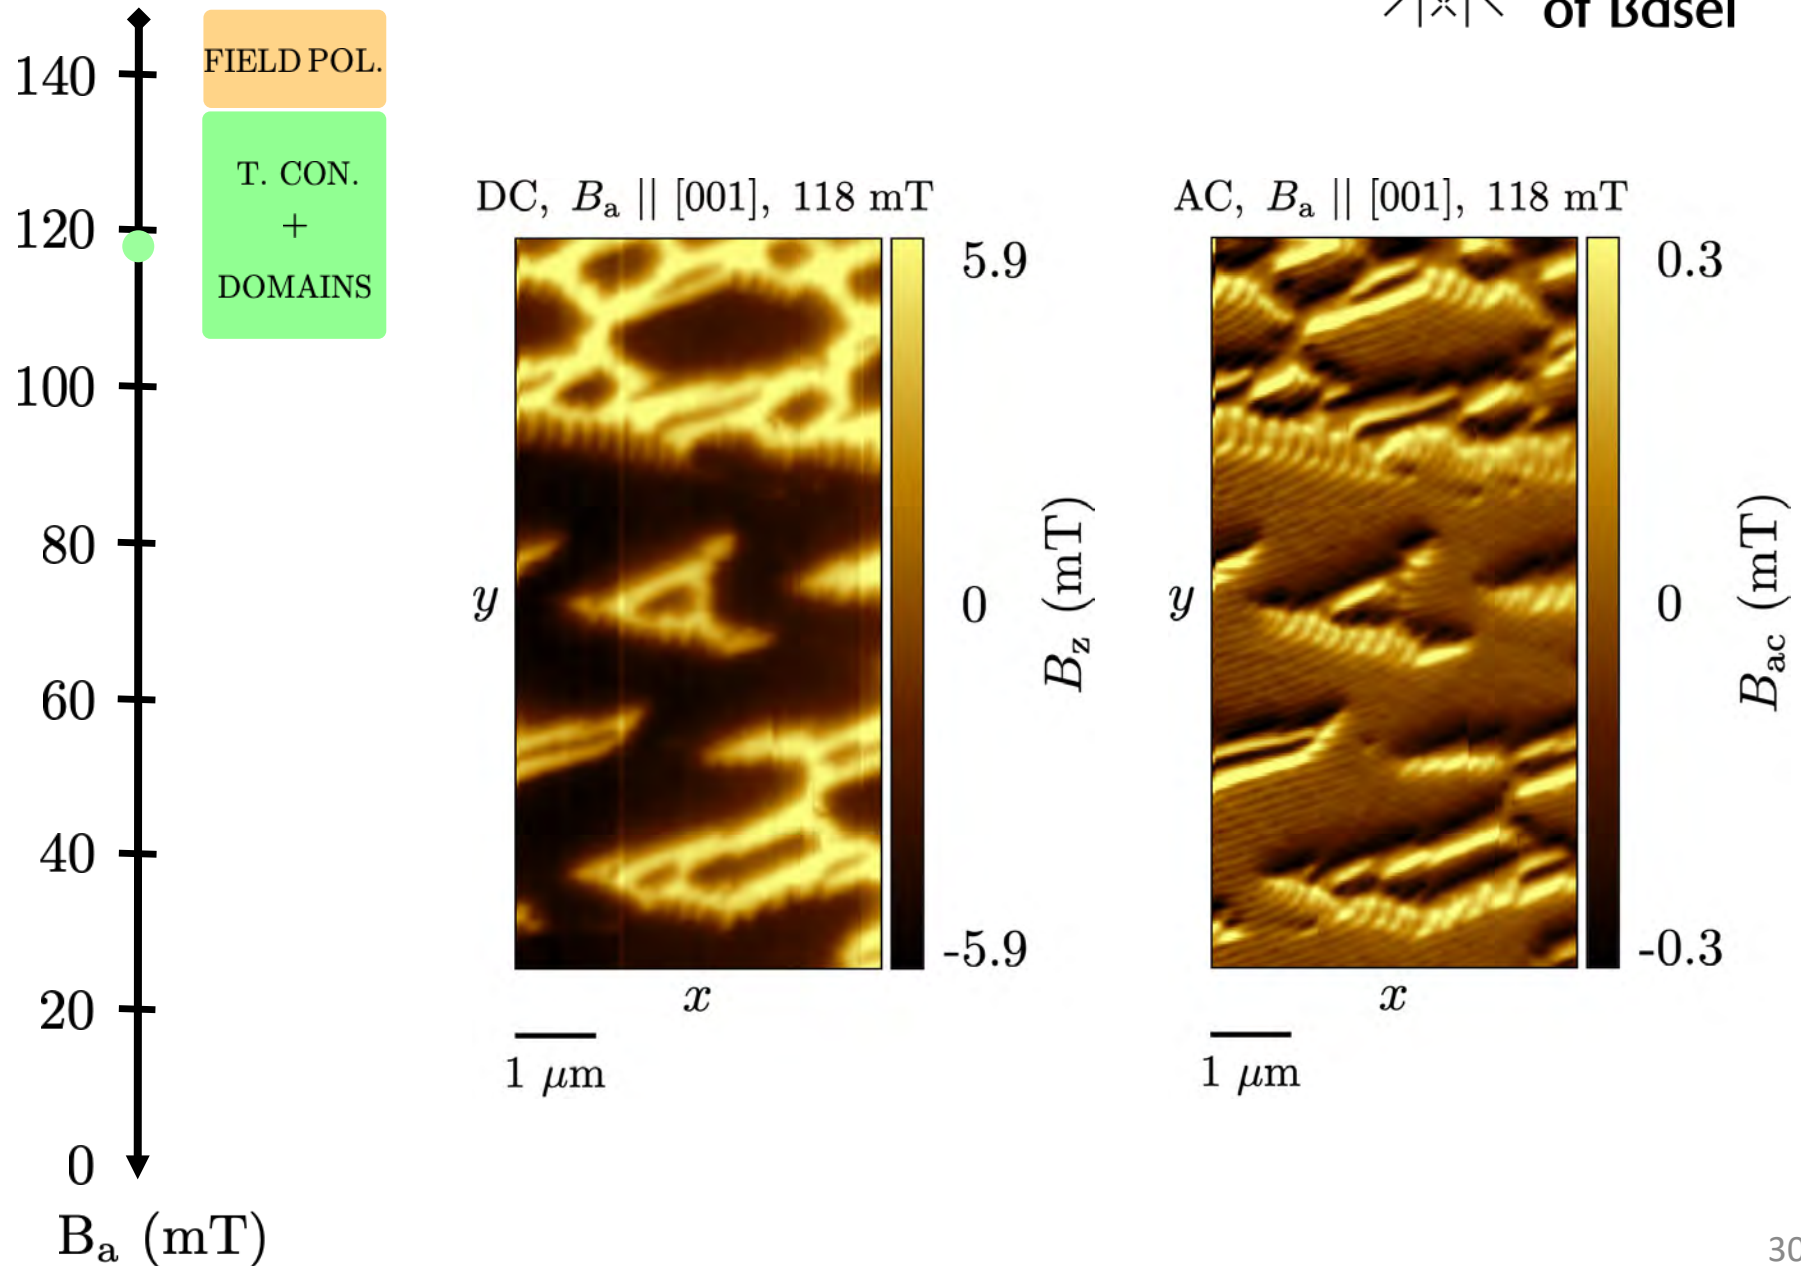 of Basel
140
120
100
80
60
40
20
0
Bₐ (mT)
FIELD POL.
T. CON.
+
DOMAINS
DC, Bₐ || [001], 118 mT
5.9
0
-5.9
B_z (mT)
y
x
1 μm
AC, Bₐ || [001], 118 mT
0.3
0
-0.3
B_ac (mT)
y
x
1 μm
30